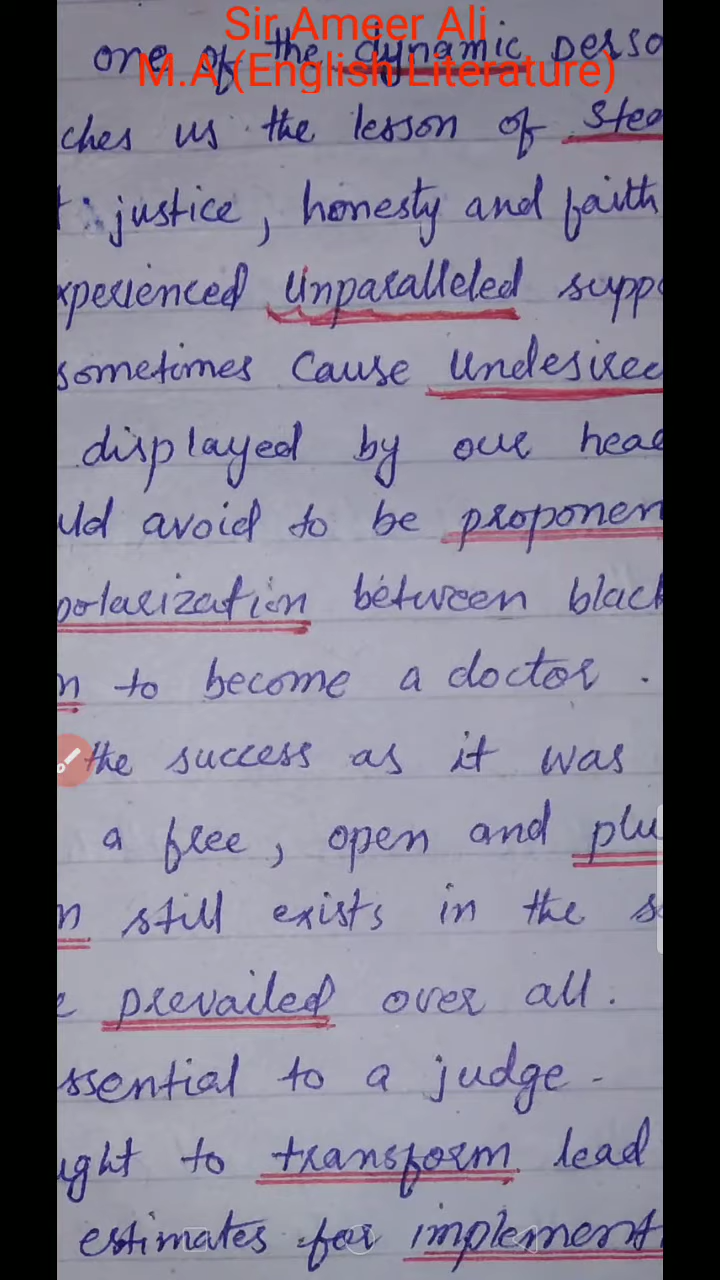 Sir Ameer Ali
one of the dynamic perso
M.A (English Literature)
ches us the lesson of stea
justice, honesty and faith
xperienced unparalleled suppo
sometimes cause undesired
displayed by our head
uld avoid to be proponen
polarization between black
n to become a doctor.
the success as it was
a free, open and plu
n still exists in the s
e prevailed over all.
ssential to a judge.
ught to transform lead
estimates for implement